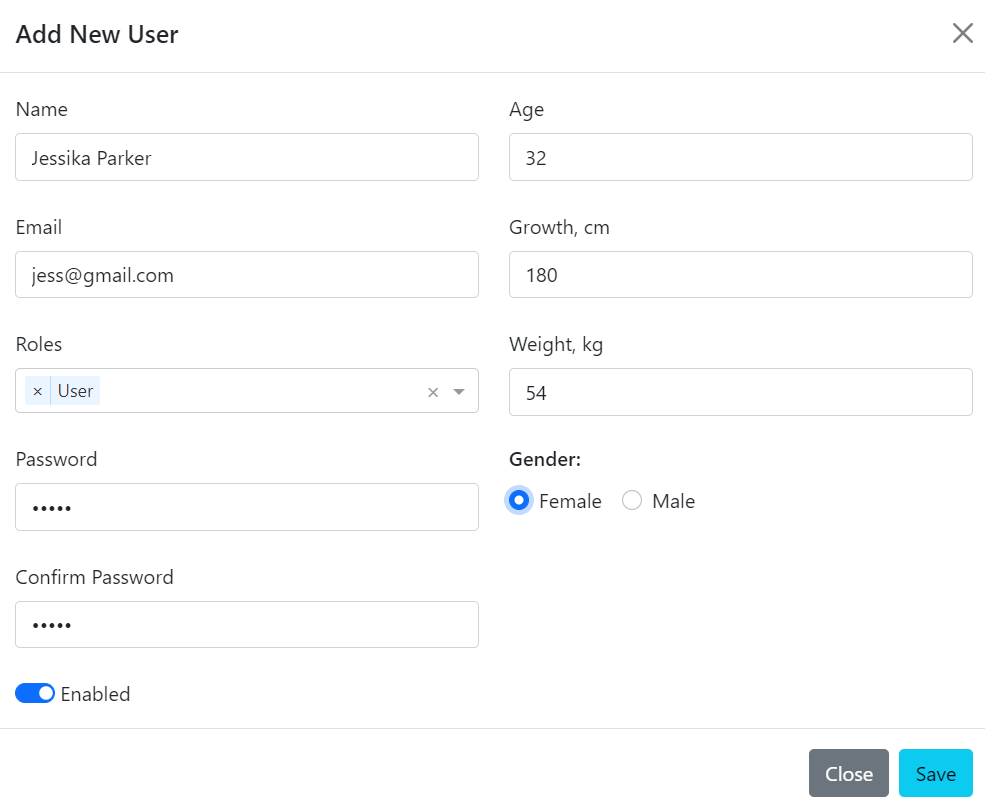 Add New User
Name
Jessika Parker
Email
jess@gmail.com
Roles
× User
Password
•••••
Confirm Password
•••••
Enabled
Age
32
Growth, cm
180
Weight, kg
54
Gender:
Female Male
Close Save